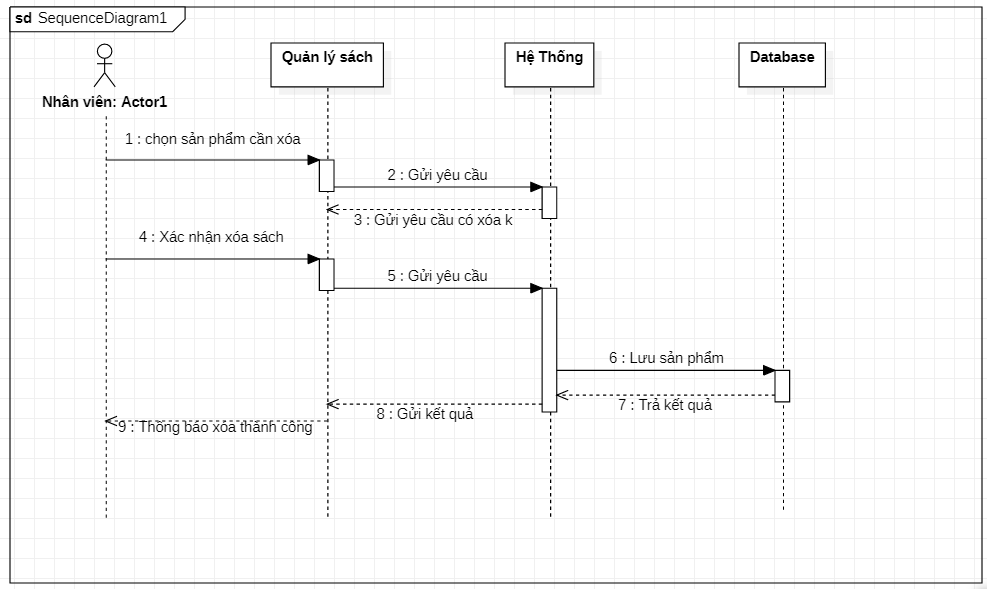 sd SequenceDiagram1
Quản lý sách
Hệ Thống
Database
Nhân viên: Actor1
1 : chọn sản phẩm cần xóa
2 : Gửi yêu cầu
3 : Gửi yêu cầu có xóa k
4 : Xác nhận xóa sách
5 : Gửi yêu cầu
6 : Lưu sản phẩm
7 : Trả kết quả
8 : Gửi kết quả
9 : Thông báo xóa thành công